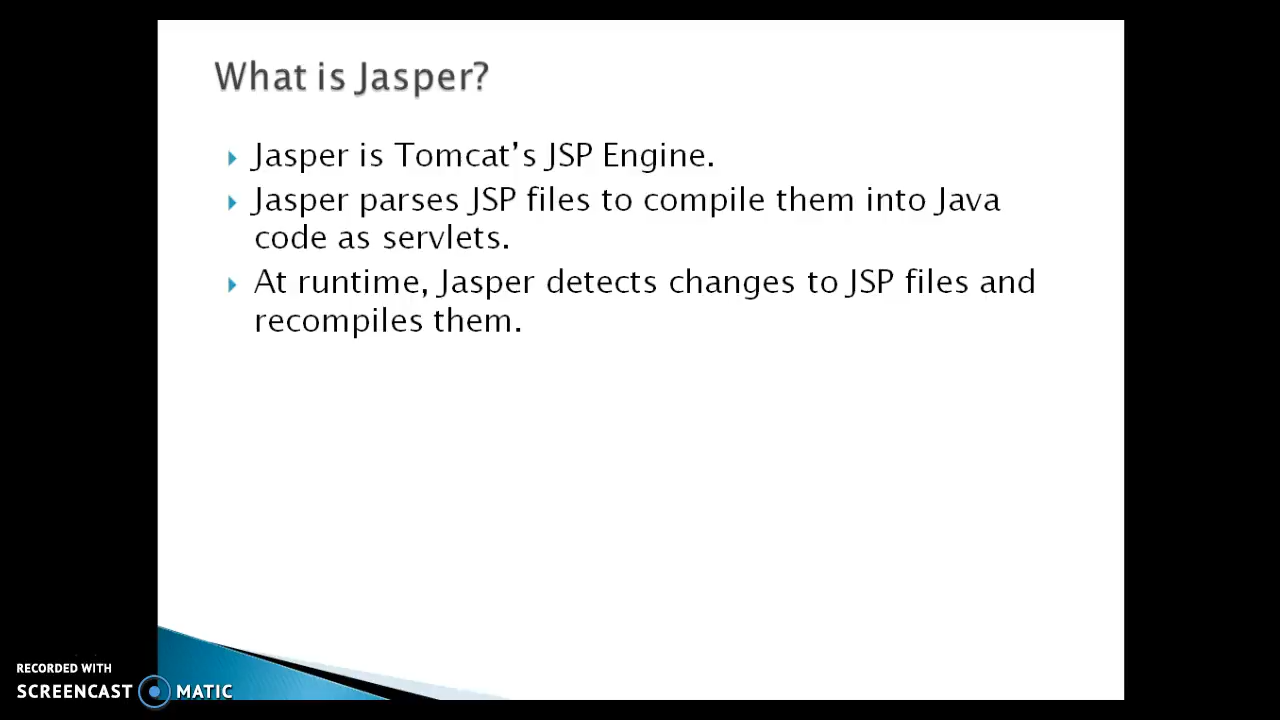 What is Jasper?
Jasper is Tomcat's JSP Engine.
Jasper parses JSP files to compile them into Java
code as servlets.
At runtime, Jasper detects changes to JSP files and
recompiles them.
RECORDED WITH
SCREENCAST MATIC